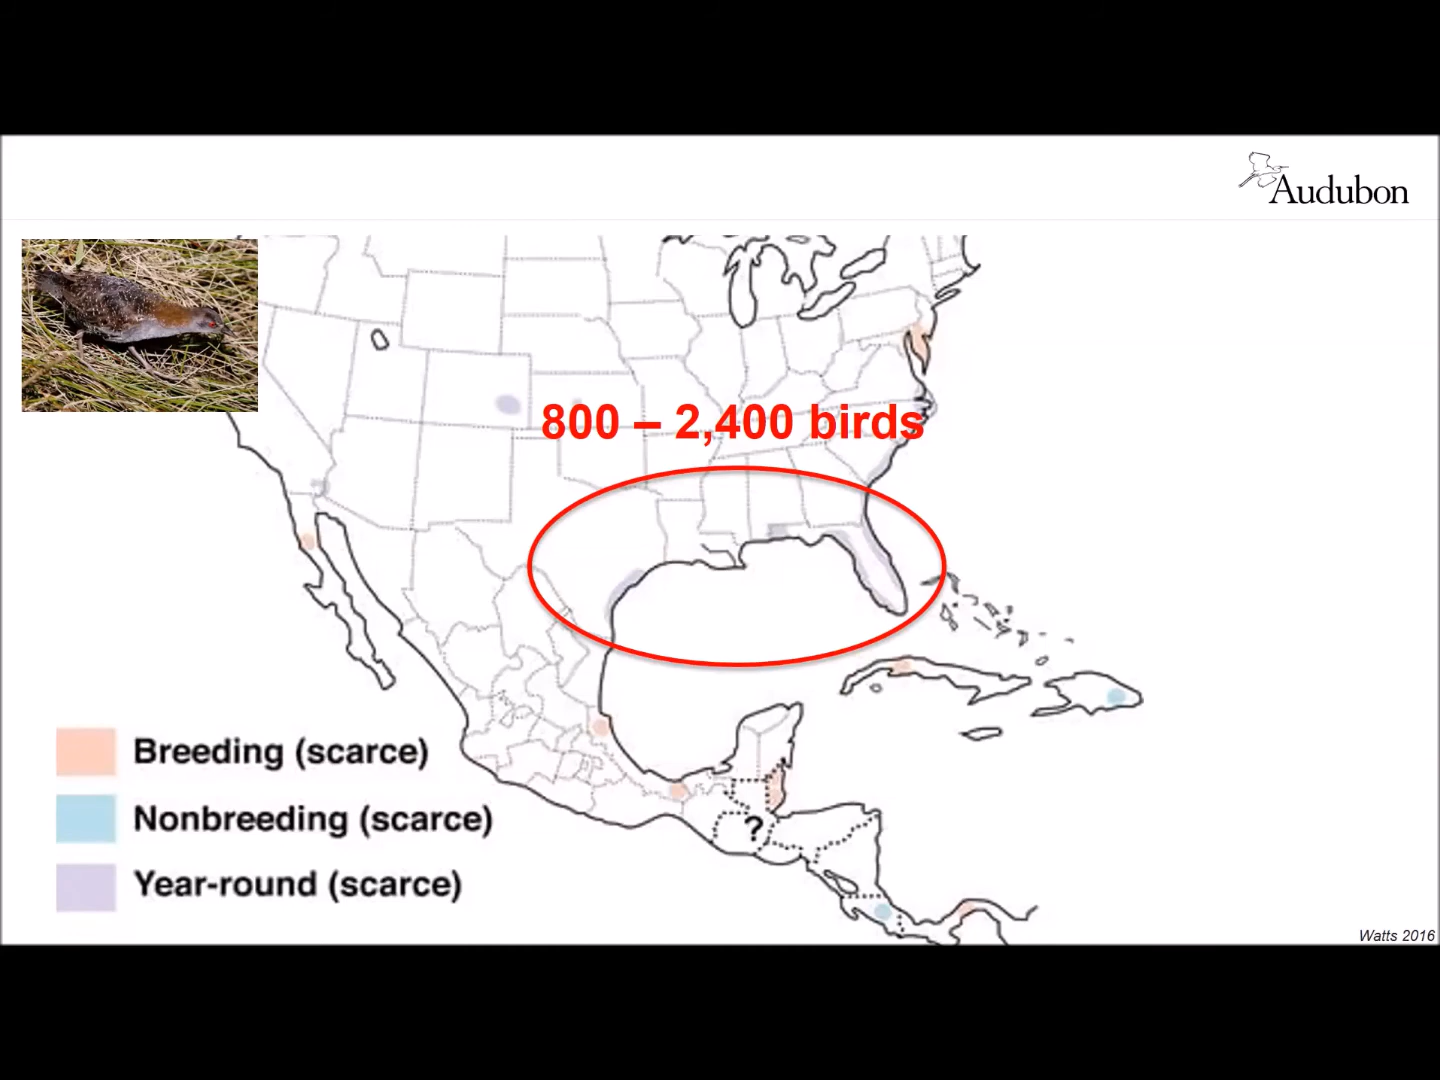 Audubon
800 – 2,400 birds
Breeding (scarce)
Nonbreeding (scarce)
?
Year-round (scarce)
Watts 2016